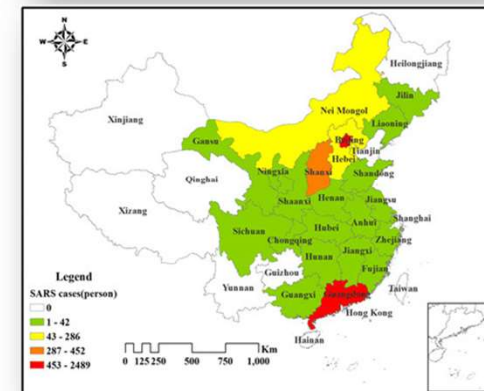 N
W E
S
Heilongjiang
Jilin
Xinjiang
Nei Mongol
Liaoning
Gansu
Beijing
Tianjin
Hebei
Ningxia
Shanxi
Shandong
Qinghai
Shaanxi
Henan
Jiangsu
Xizang
Shanghai
Anhui
Hubei
Sichuan
Zhejiang
Chongqing
Jiangxi
Hunan
Fujian
Guizhou
Taiwan
Yunnan
Guangxi
Guangdong
Hong Kong
Hainan
Legend
SARS cases(person)
0
1 - 42
43 - 286
287 - 452
453 - 2489
Km
0 125 250 500 750 1,000